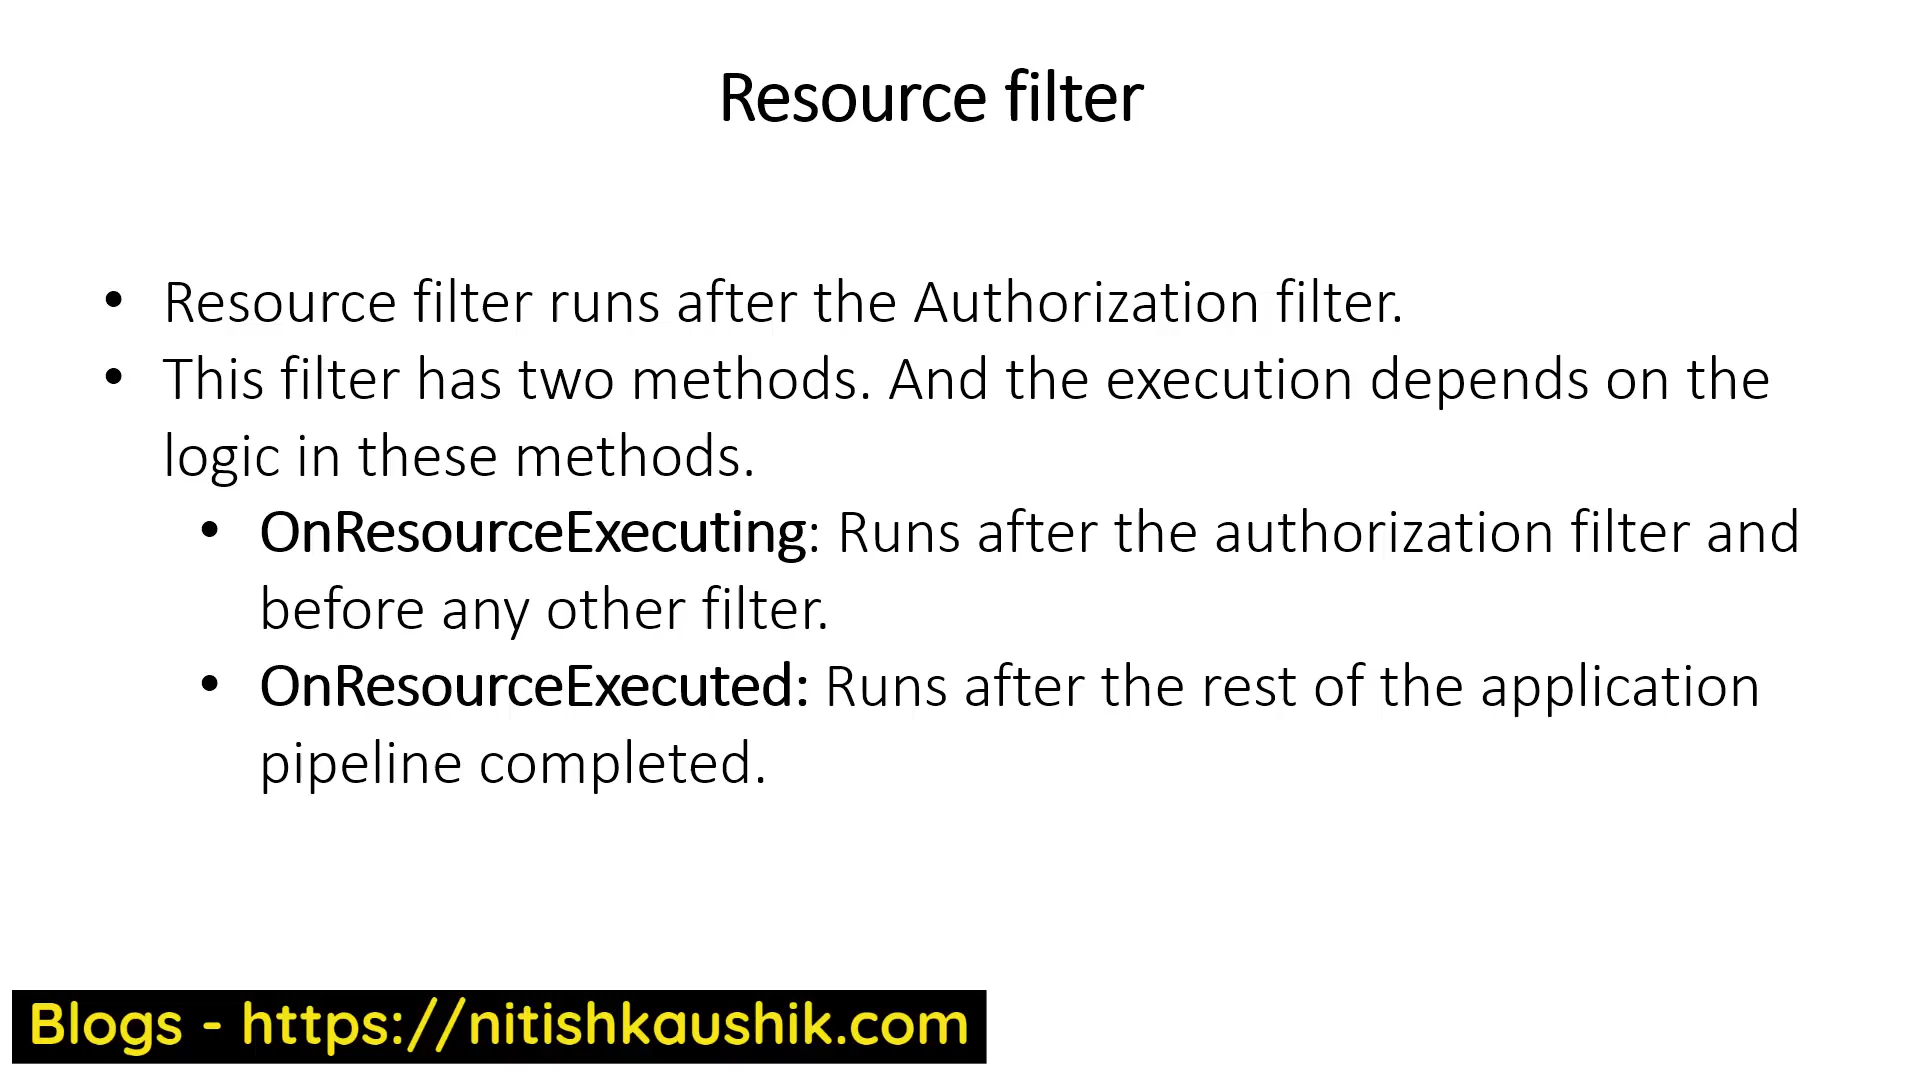 Resource filter
• Resource filter runs after the Authorization filter.
• This filter has two methods. And the execution depends on the
logic in these methods.
• OnResourceExecuting: Runs after the authorization filter and
before any other filter.
• OnResourceExecuted: Runs after the rest of the application
pipeline completed.
Blogs - https://nitishkaushik.com